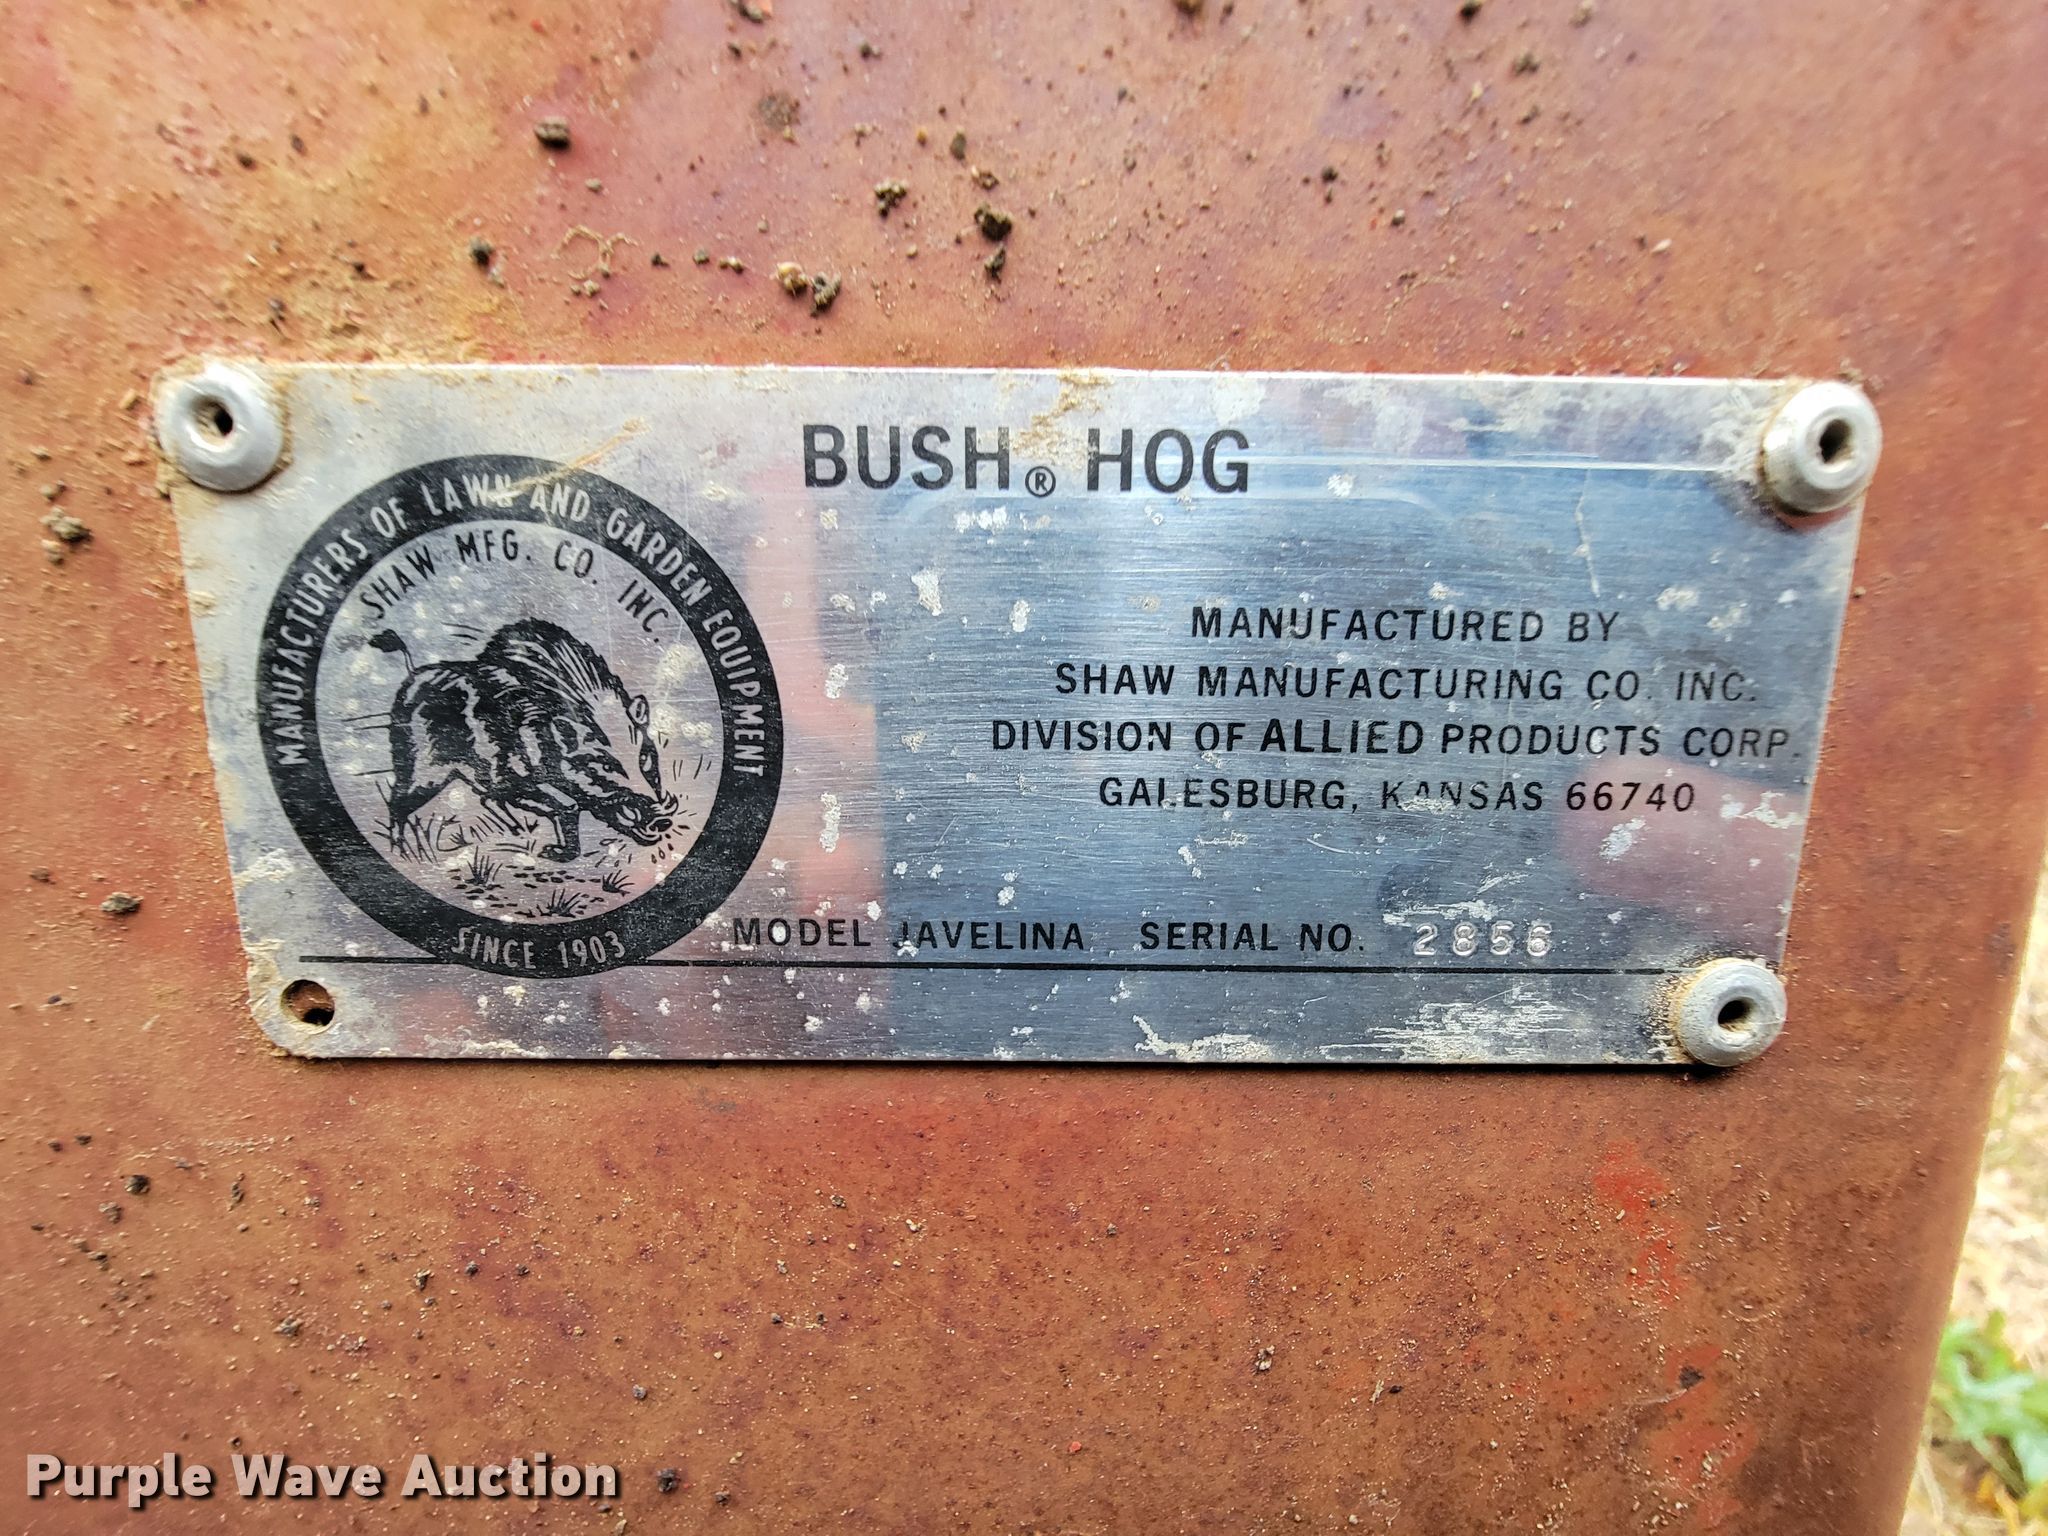 BUSH® HOG
MANUFACTURERS OF LAWN AND GARDEN EQUIPMENT
SHAW MFG. CO. INC.
SINCE 1903
MANUFACTURED BY
SHAW MANUFACTURING CO. INC.
DIVISION OF ALLIED PRODUCTS CORP.
GALESBURG, KANSAS 66740
MODEL JAVELINA SERIAL NO. 2856
Purple Wave Auction